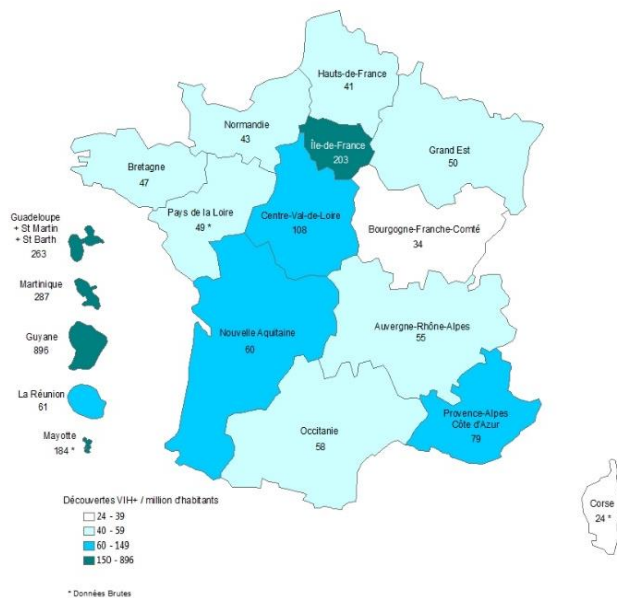 Hauts-de-France
41
Normandie
43
Île-de-France
203
Grand Est
50
Bretagne
47
Pays de la Loire
49 *
Centre-Val-de-Loire
108
Bourgogne-Franche-Comté
34
Guadeloupe
+ St Martin
+ St Barth
263
Martinique
287
Guyane
896
La Réunion
61
Mayotte
184 *
Nouvelle Aquitaine
60
Auvergne-Rhône-Alpes
55
Occitanie
58
Provence-Alpes
Côte d'Azur
79
Corse
24 *
Découvertes VIH+ / million d'habitants
24 - 39
40 - 59
60 - 149
150 - 896
* Données Brutes